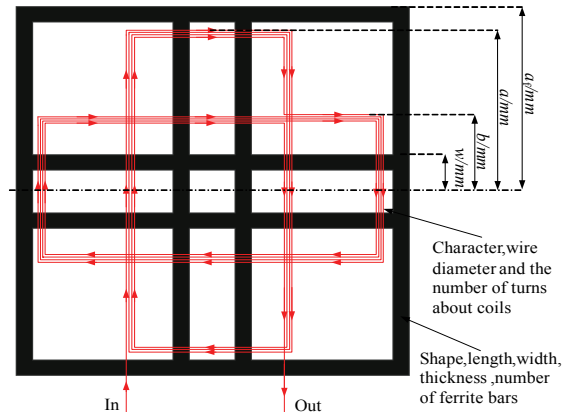 a₁/mm
a/mm
b/mm
w/mm
Character,wire
diameter and the
number of turns
about coils
Shape,length,width,
thickness ,number
of ferrite bars
In
Out